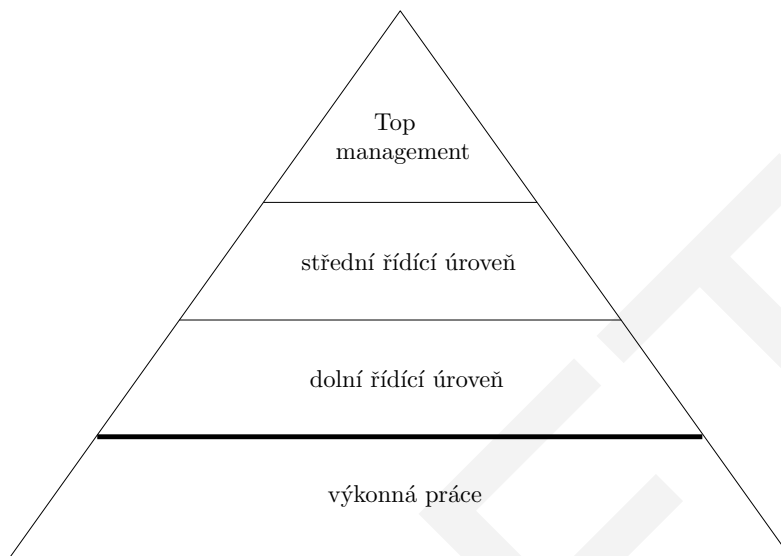 Top
management
střední řídící úroveň
dolní řídící úroveň
výkonná práce